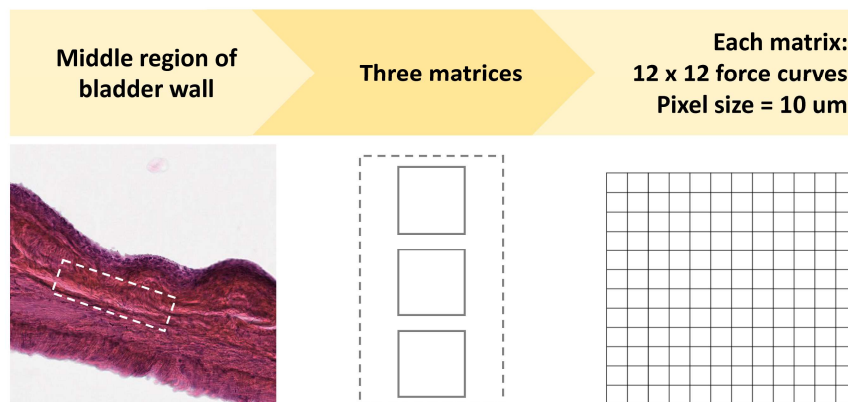 Middle region of
bladder wall
Three matrices
Each matrix:
12 x 12 force curves
Pixel size = 10 um